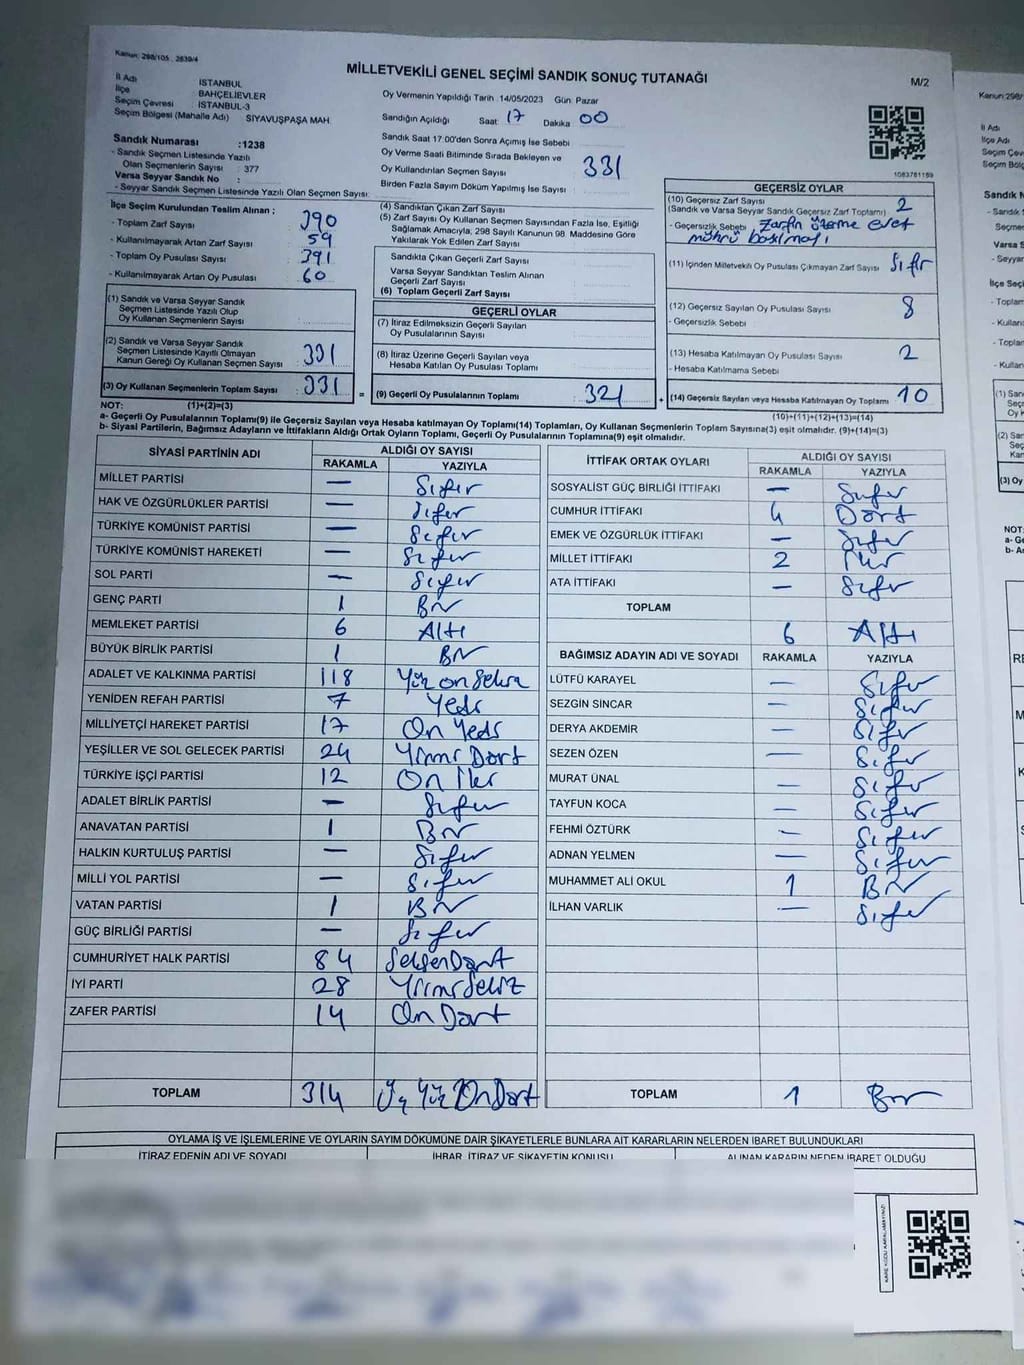 Kanun: 298/105 . 2839/4
MİLLETVEKİLİ GENEL SEÇİMİ SANDIK SONUÇ TUTANAĞI
M/2
İl Adı İSTANBUL
İlçe BAHÇELİEVLER
Seçim Çevresi : İSTANBUL-3
Seçim Bölgesi (Mahalle Adı) SİYAVUŞPAŞA MAH.
Sandık Numarası :1238
- Sandık Seçmen Listesinde Yazılı
Olan Seçmenlerin Sayısı : 377
Varsa Seyyar Sandık No :
- Seyyar Sandık Seçmen Listesinde Yazılı Olan Seçmen Sayısı:
Oy Vermenin Yapıldığı Tarih :14/05/2023 Gün: Pazar
Sandığın Açıldığı Saat: 17 Dakika 00
Sandık Saat 17:00'den Sonra Açılmış İse Sebebi
Oy Verme Saati Bitiminde Sırada Bekleyen ve
Oy Kullandırılan Seçmen Sayısı : 331
Birden Fazla Sayım Döküm Yapılmış İse Sayısı :
1083761159
İlçe Seçim Kurulundan Teslim Alınan :
- Toplam Zarf Sayısı : 390
- Kullanılmayarak Artan Zarf Sayısı : 59
- Toplam Oy Pusulası Sayısı : 391
- Kullanılmayarak Artan Oy Pusulası : 60
(1) Sandık ve Varsa Seyyar Sandık
Seçmen Listesinde Yazılı Olup
Oy Kullanan Seçmenlerin Sayısı :
(2) Sandık ve Varsa Seyyar Sandık
Seçmen Listesinde Kayıtlı Olmayan
Kanun Gereği Oy Kullanan Seçmen Sayısı : 331
(3) Oy Kullanan Seçmenlerin Toplam Sayısı : 331
(4) Sandıktan Çıkan Zarf Sayısı
(5) Zarf Sayısı Oy Kullanan Seçmen Sayısından Fazla İse, Eşitliği
Sağlamak Amacıyla, 298 Sayılı Kanunun 98. Maddesine Göre
Yakılarak Yok Edilen Zarf Sayısı
Sandıkta Çıkan Geçerli Zarf Sayısı
Varsa Seyyar Sandıktan Teslim Alınan
Geçerli Zarf Sayısı
(6) Toplam Geçerli Zarf Sayısı :
GEÇERLİ OYLAR
(7) İtiraz Edilmeksizin Geçerli Sayılan
Oy Pusulalarının Sayısı
(8) İtiraz Üzerine Geçerli Sayılan veya
Hesaba Katılan Oy Pusulası Toplamı
= (9) Geçerli Oy Pusulalarının Toplamı : 321
GEÇERSİZ OYLAR
(10) Geçersiz Zarf Sayısı : 2
(Sandık ve Varsa Seyyar Sandık Geçersiz Zarf Toplamı)
- Geçersizlik Sebebi Zarfın üzerine evet
mührü basılması
(11) İçinden Milletvekili Oy Pusulası Çıkmayan Zarf Sayısı : Sıfır
(12) Geçersiz Sayılan Oy Pusulası Sayısı : 8
- Geçersizlik Sebebi
(13) Hesaba Katılmayan Oy Pusulası Sayısı : 2
- Hesaba Katılmama Sebebi
+ (14) Geçersiz Sayılan veya Hesaba Katılmayan Oy Toplamı : 10
NOT: (1)+(2)=(3) (10)+(11)+(12)+(13)=(14)
a- Geçerli Oy Pusulalarının Toplamı(9) ile Geçersiz Sayılan veya Hesaba katılmayan Oy Toplamı(14) Toplamları, Oy Kullanan Seçmenlerin Toplam Sayısına(3) eşit olmalıdır. (9)+(14)=(3)
b- Siyasi Partilerin, Bağımsız Adayların ve İttifakların Aldığı Ortak Oyların Toplamı, Geçerli Oy Pusulalarının Toplamına(9) eşit olmalıdır.
SİYASİ PARTİNİN ADI ALDIĞI OY SAYISI
RAKAMLA YAZIYLA
MİLLET PARTİSİ — Sıfır
HAK VE ÖZGÜRLÜKLER PARTİSİ — Sıfır
TÜRKİYE KOMÜNİST PARTİSİ — Sıfır
TÜRKİYE KOMÜNİST HAREKETİ — Sıfır
SOL PARTİ — Sıfır
GENÇ PARTİ 1 Bir
MEMLEKET PARTİSİ 6 Altı
BÜYÜK BİRLİK PARTİSİ 1 Bir
ADALET VE KALKINMA PARTİSİ 118 Yüz on Sekiz
YENİDEN REFAH PARTİSİ 7 Yedi
MİLLİYETÇİ HAREKET PARTİSİ 17 On Yedi
YEŞİLLER VE SOL GELECEK PARTİSİ 24 Yirmi Dört
TÜRKİYE İŞÇİ PARTİSİ 12 On İki
ADALET BİRLİK PARTİSİ — Sıfır
ANAVATAN PARTİSİ 1 Bir
HALKIN KURTULUŞ PARTİSİ — Sıfır
MİLLİ YOL PARTİSİ — Sıfır
VATAN PARTİSİ 1 Bir
GÜÇ BİRLİĞİ PARTİSİ — Sıfır
CUMHURİYET HALK PARTİSİ 84 Seksen Dört
İYİ PARTİ 28 Yirmi Sekiz
ZAFER PARTİSİ 14 On Dört
TOPLAM 314 Üç Yüz On Dört
İTTİFAK ORTAK OYLARI ALDIĞI OY SAYISI
RAKAMLA YAZIYLA
SOSYALİST GÜÇ BİRLİĞİ İTTİFAKI — Sıfır
CUMHUR İTTİFAKI 4 Dört
EMEK VE ÖZGÜRLÜK İTTİFAKI — Sıfır
MİLLET İTTİFAKI 2 İki
ATA İTTİFAKI — Sıfır
TOPLAM
6 Altı
BAĞIMSIZ ADAYIN ADI VE SOYADI RAKAMLA YAZIYLA
LÜTFÜ KARAYEL — Sıfır
SEZGİN SİNCAR — Sıfır
DERYA AKDEMİR — Sıfır
SEZEN ÖZEN — Sıfır
MURAT ÜNAL — Sıfır
TAYFUN KOCA — Sıfır
FEHMİ ÖZTÜRK — Sıfır
ADNAN YELMEN — Sıfır
MUHAMMET ALİ OKUL 1 Bir
İLHAN VARLIK — Sıfır
TOPLAM 1 Bir
OYLAMA İŞ VE İŞLEMLERİNE VE OYLARIN SAYIM DÖKÜMÜNE DAİR ŞİKAYETLERLE BUNLARA AİT KARARLARIN NELERDEN İBARET BULUNDUKLARI
İTİRAZ EDENİN ADI VE SOYADI İHBAR, İTİRAZ VE ŞİKAYETİN KONUSU ALINAN KARARIN NEDEN İBARET OLDUĞU
KARE KODU KARALAMAYINIZ!